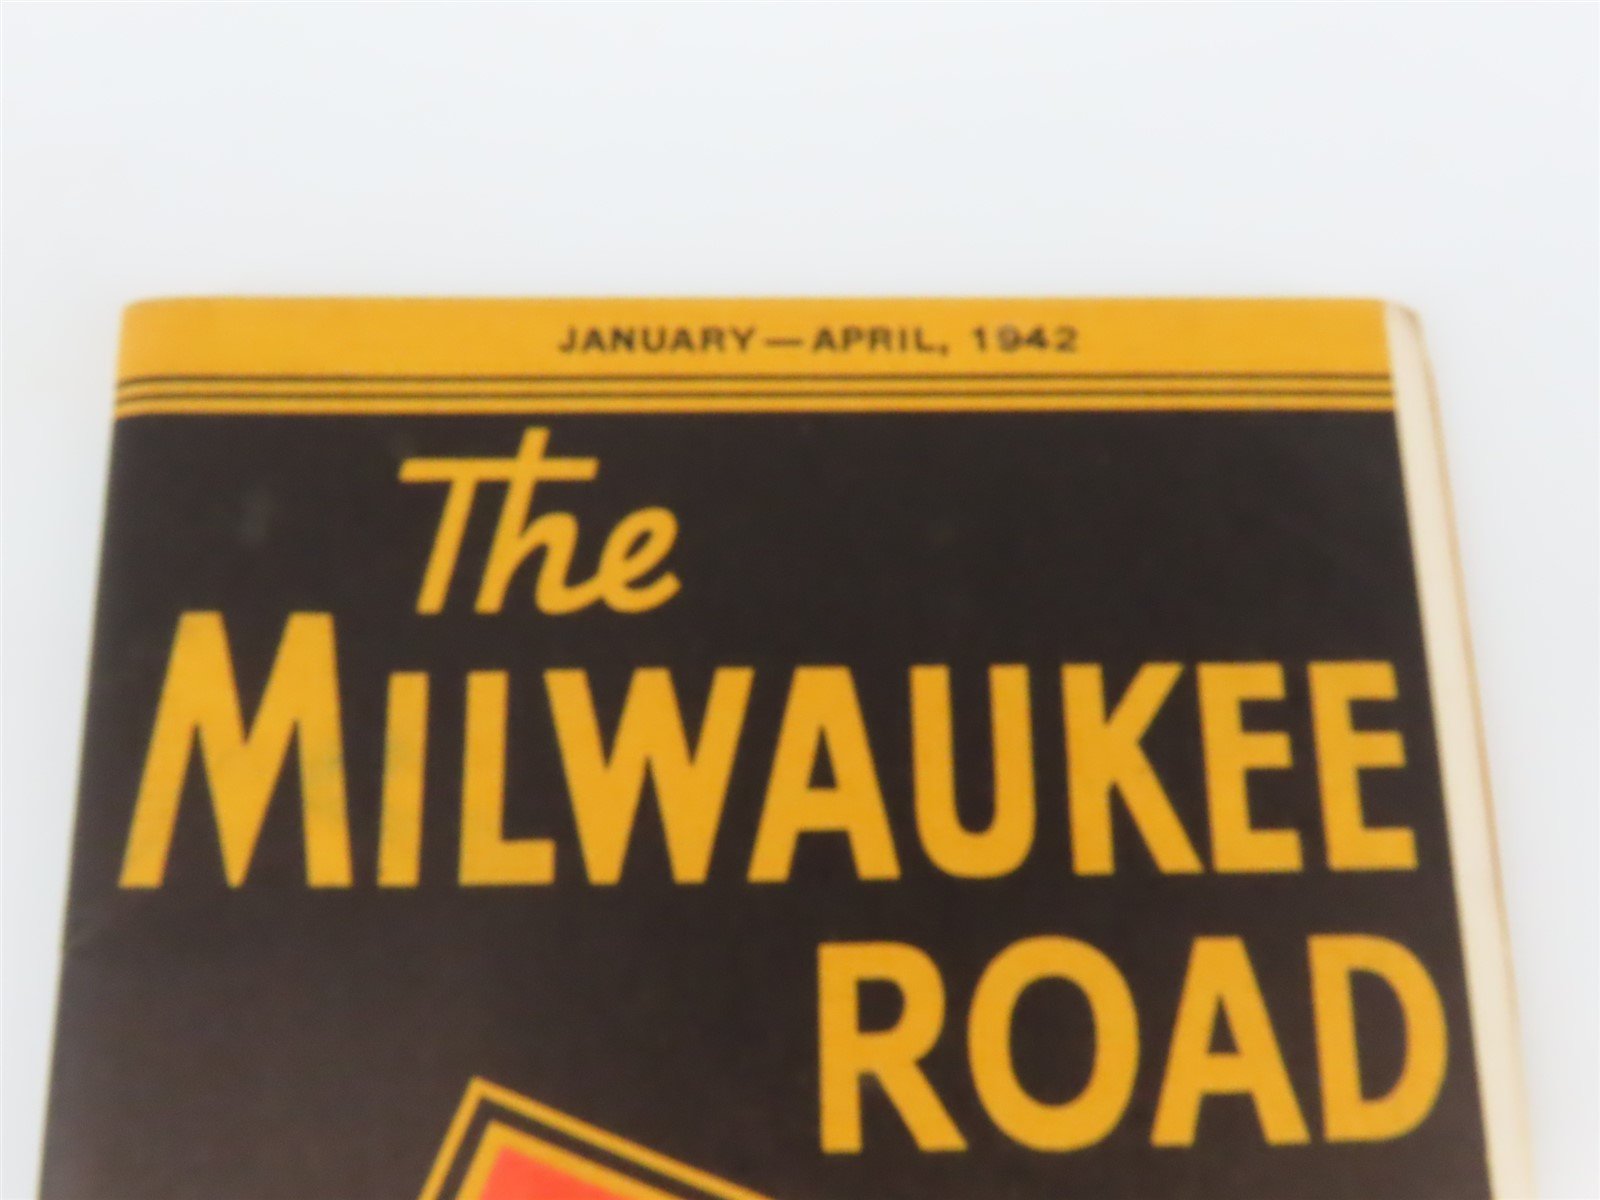 JANUARY—APRIL, 1942
The
MILWAUKEE
ROAD